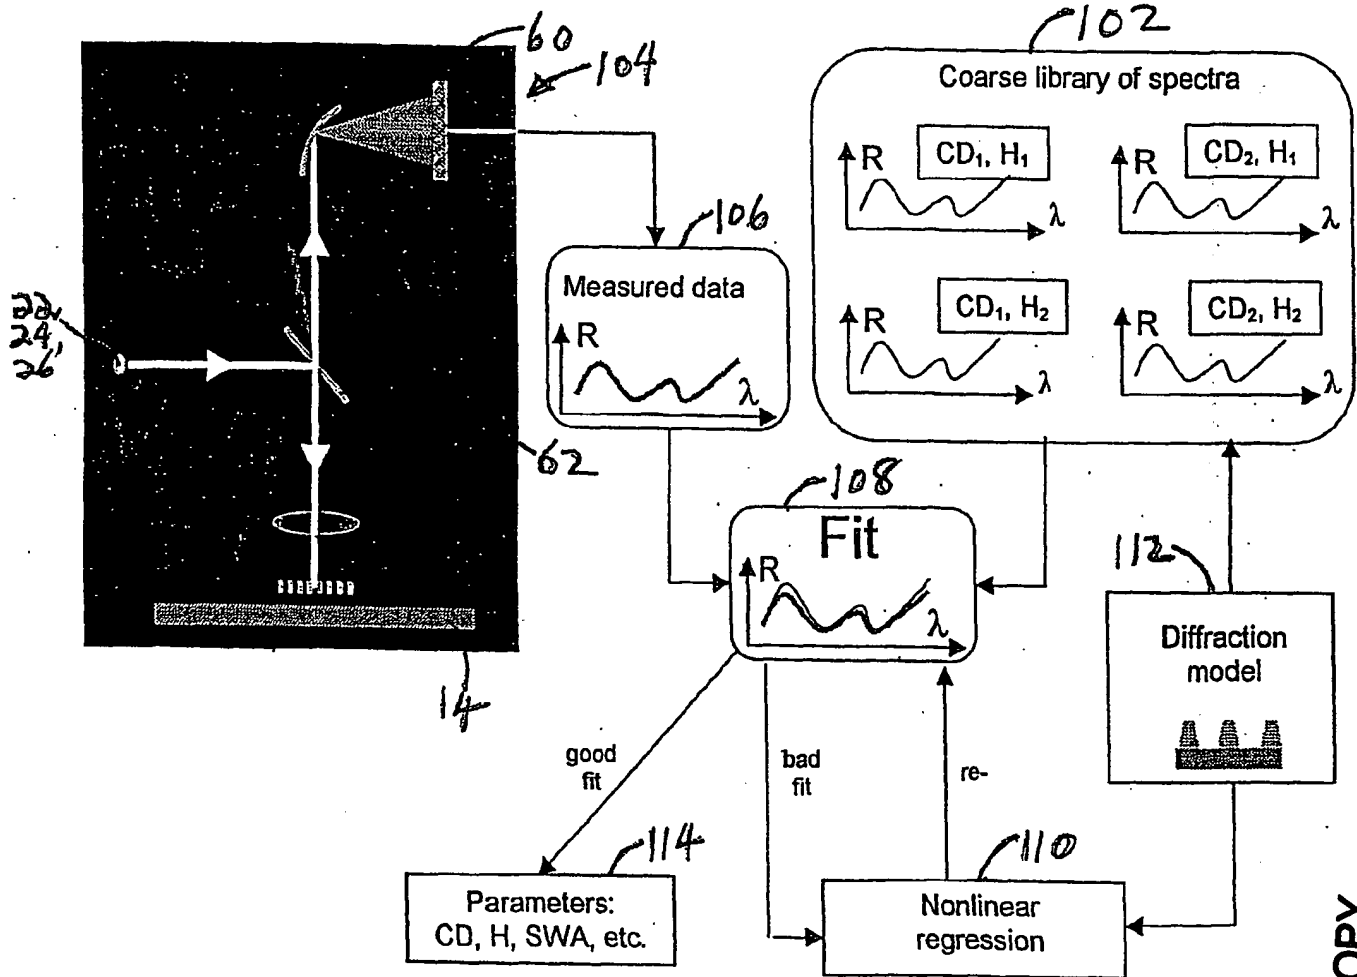 60
104
102
Coarse library of spectra
R
CD₁, H₁
λ
R
CD₂, H₁
λ
R
CD₁, H₂
λ
R
CD₂, H₂
λ
106
Measured data
R
λ
22,
24,
26'
62
108
Fit
R
λ
112
Diffraction
model
14
good
fit
bad
fit
re-
114
Parameters:
CD, H, SWA, etc.
110
Nonlinear
regression
OPY